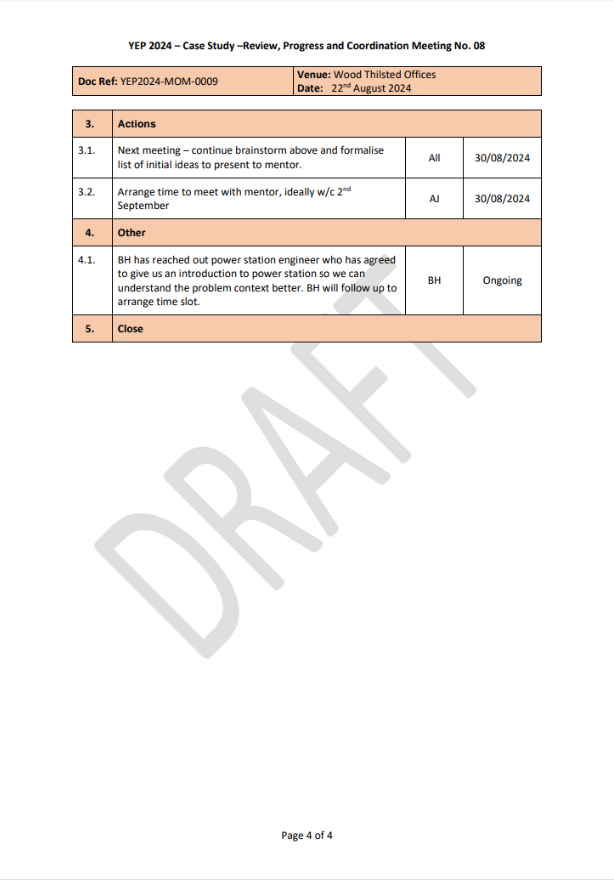 YEP 2024 – Case Study –Review, Progress and Coordination Meeting No. 08
Doc Ref: YEP2024-MOM-0009
Venue: Wood Thilsted Offices
Date: 22nd August 2024
3. Actions
3.1. Next meeting – continue brainstorm above and formalise
list of initial ideas to present to mentor.
All
30/08/2024
3.2. Arrange time to meet with mentor, ideally w/c 2nd
September
AJ
30/08/2024
4. Other
4.1. BH has reached out power station engineer who has agreed
to give us an introduction to power station so we can
understand the problem context better. BH will follow up to
arrange time slot.
BH
Ongoing
5. Close
DRAFT
Page 4 of 4